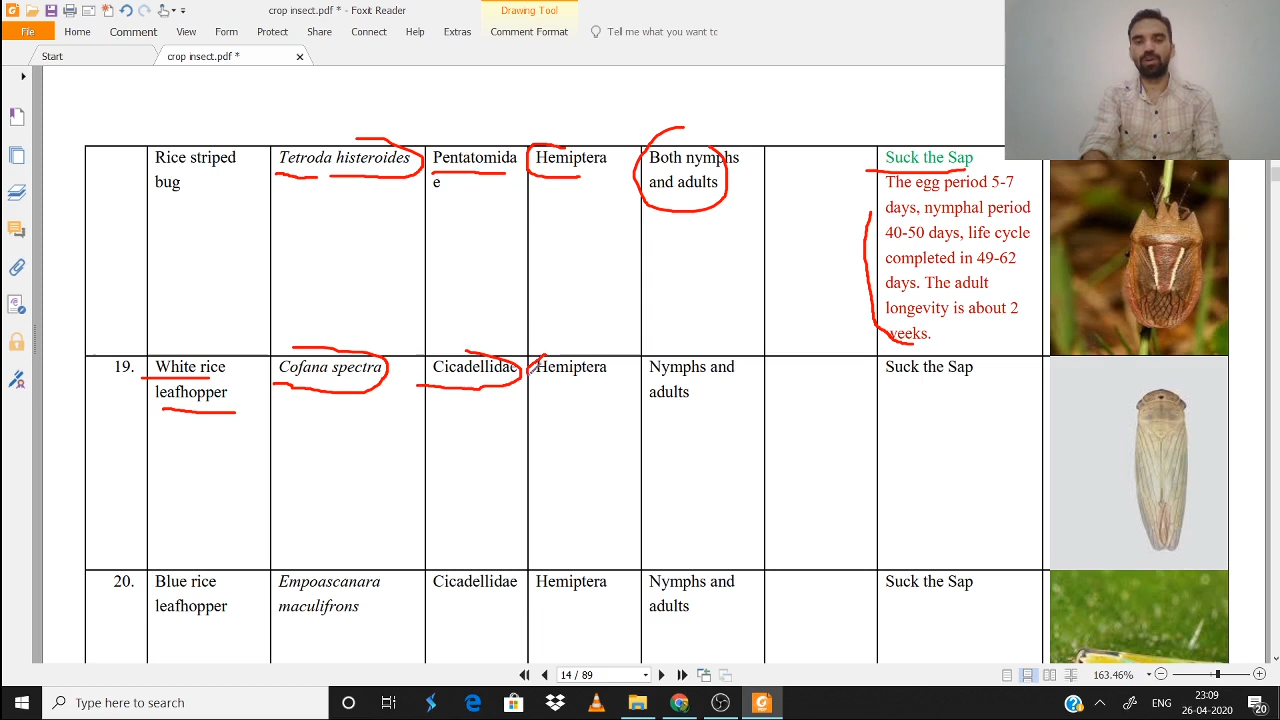 crop insect.pdf * - Foxit Reader
Drawing Tool
File Home Comment View Form Protect Share Connect Help Extras Comment Format Tell me what you want to
Start crop insect.pdf *
Rice striped bug
Tetroda histeroides
Pentatomida
e
Hemiptera
Both nymphs
and adults
Suck the Sap
The egg period 5-7
days, nymphal period
40-50 days, life cycle
completed in 49-62
days. The adult
longevity is about 2
weeks.
19.
White rice
leafhopper
Cofana spectra
Cicadellidae
Hemiptera
Nymphs and
adults
Suck the Sap
20.
Blue rice
leafhopper
Empoascanara
maculifrons
Cicadellidae
Hemiptera
Nymphs and
adults
Suck the Sap
14 / 89
163.46%
Type here to search
ENG
23:09
26-04-2020
20